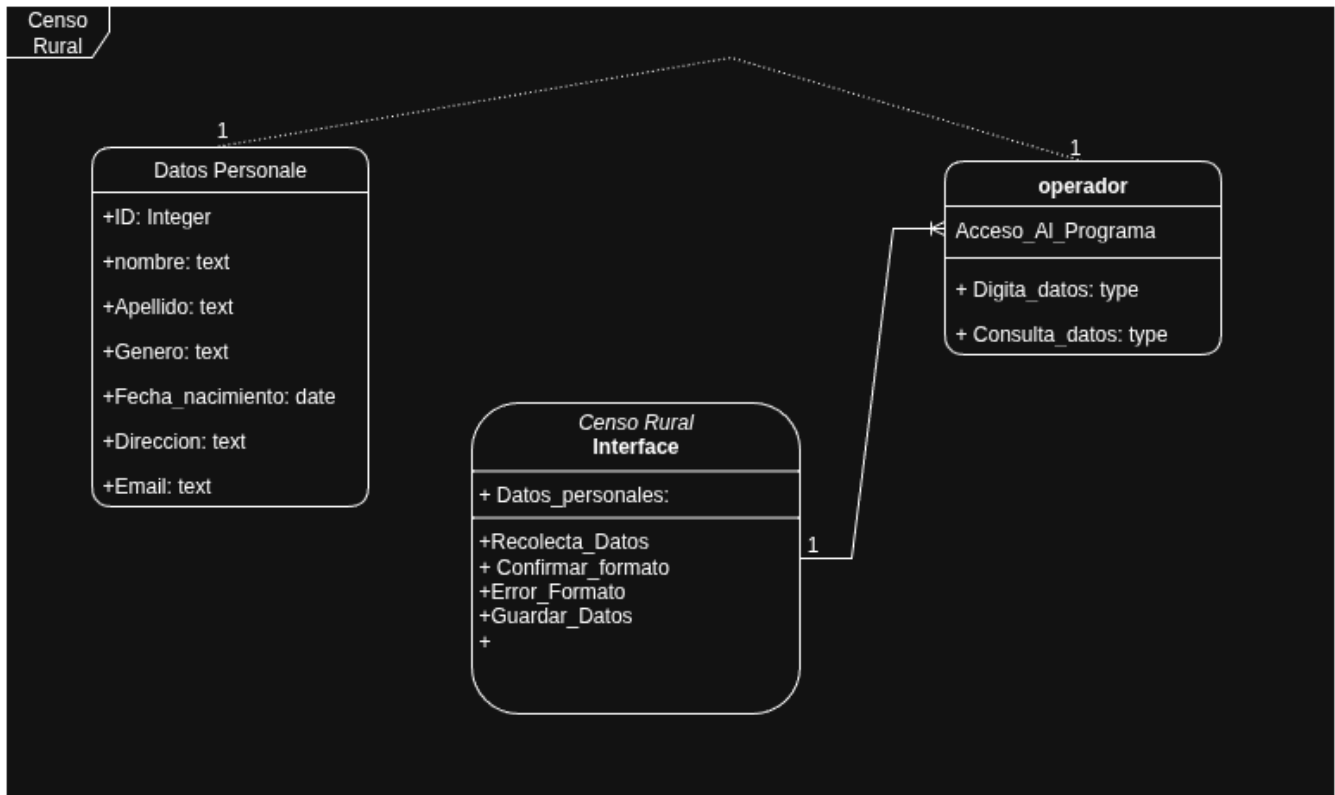 Censo
Rural
1
Datos Personale
+ID: Integer
+nombre: text
+Apellido: text
+Genero: text
+Fecha_nacimiento: date
+Direccion: text
+Email: text
1
operador
Acceso_Al_Programa
+ Digita_datos: type
+ Consulta_datos: type
Censo Rural
Interface
+ Datos_personales:
+Recolecta_Datos
+ Confirmar_formato
+Error_Formato
+Guardar_Datos
+
1